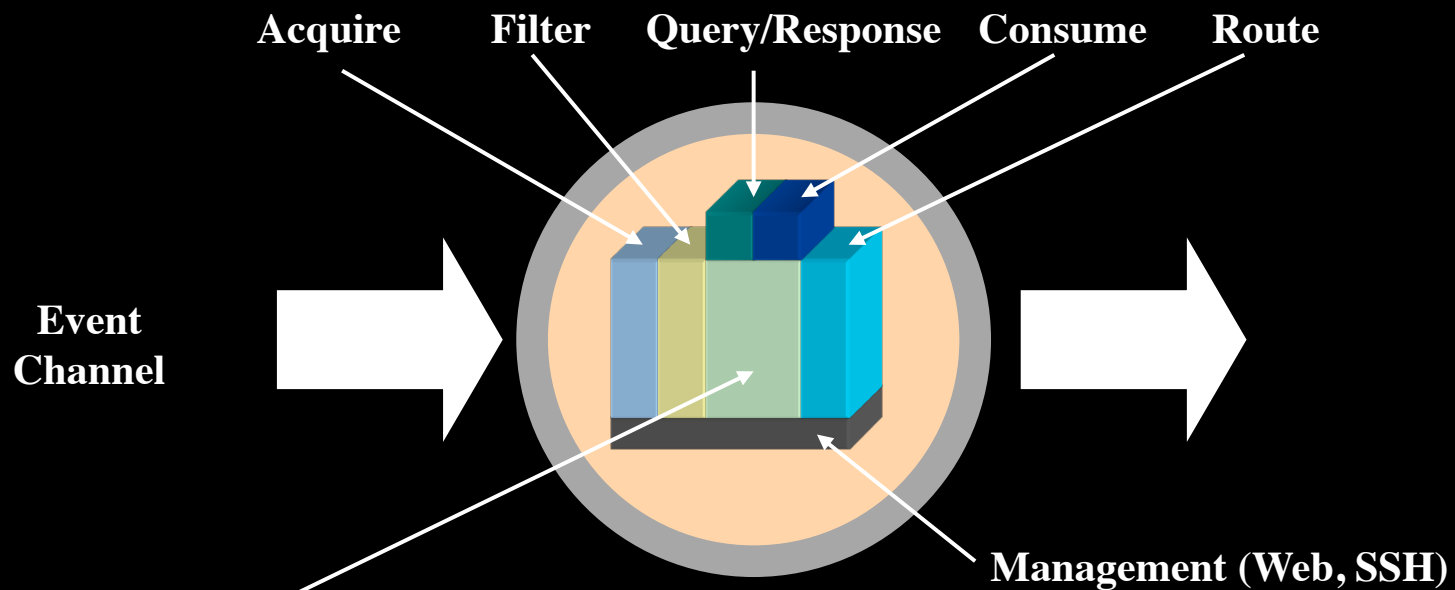 Acquire Filter Query/Response Consume Route
Event
Channel
Management (Web, SSH)